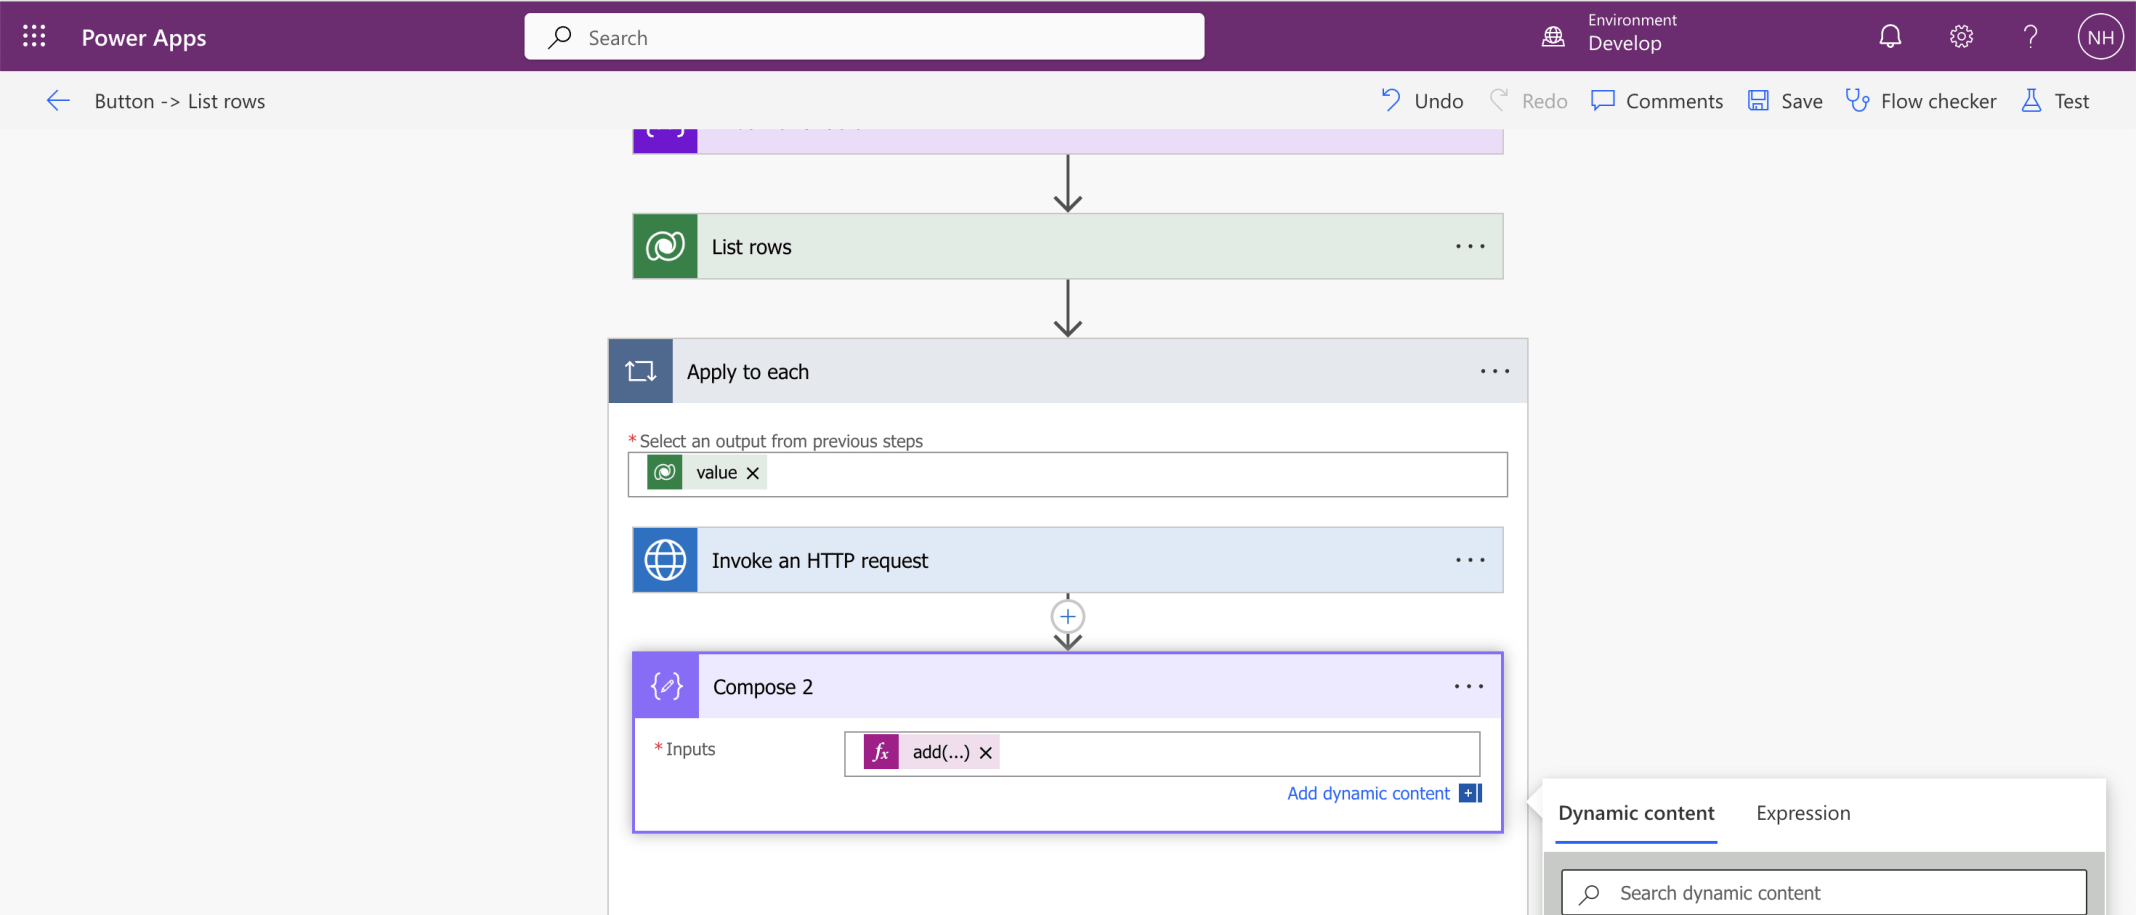 Power Apps
Search
Environment
Develop
NH
Button -> List rows
Undo
Redo
Comments
Save
Flow checker
Test
List rows
Apply to each
* Select an output from previous steps
value
Invoke an HTTP request
Compose 2
* Inputs
fx add(...)
Add dynamic content
Dynamic content
Expression
Search dynamic content